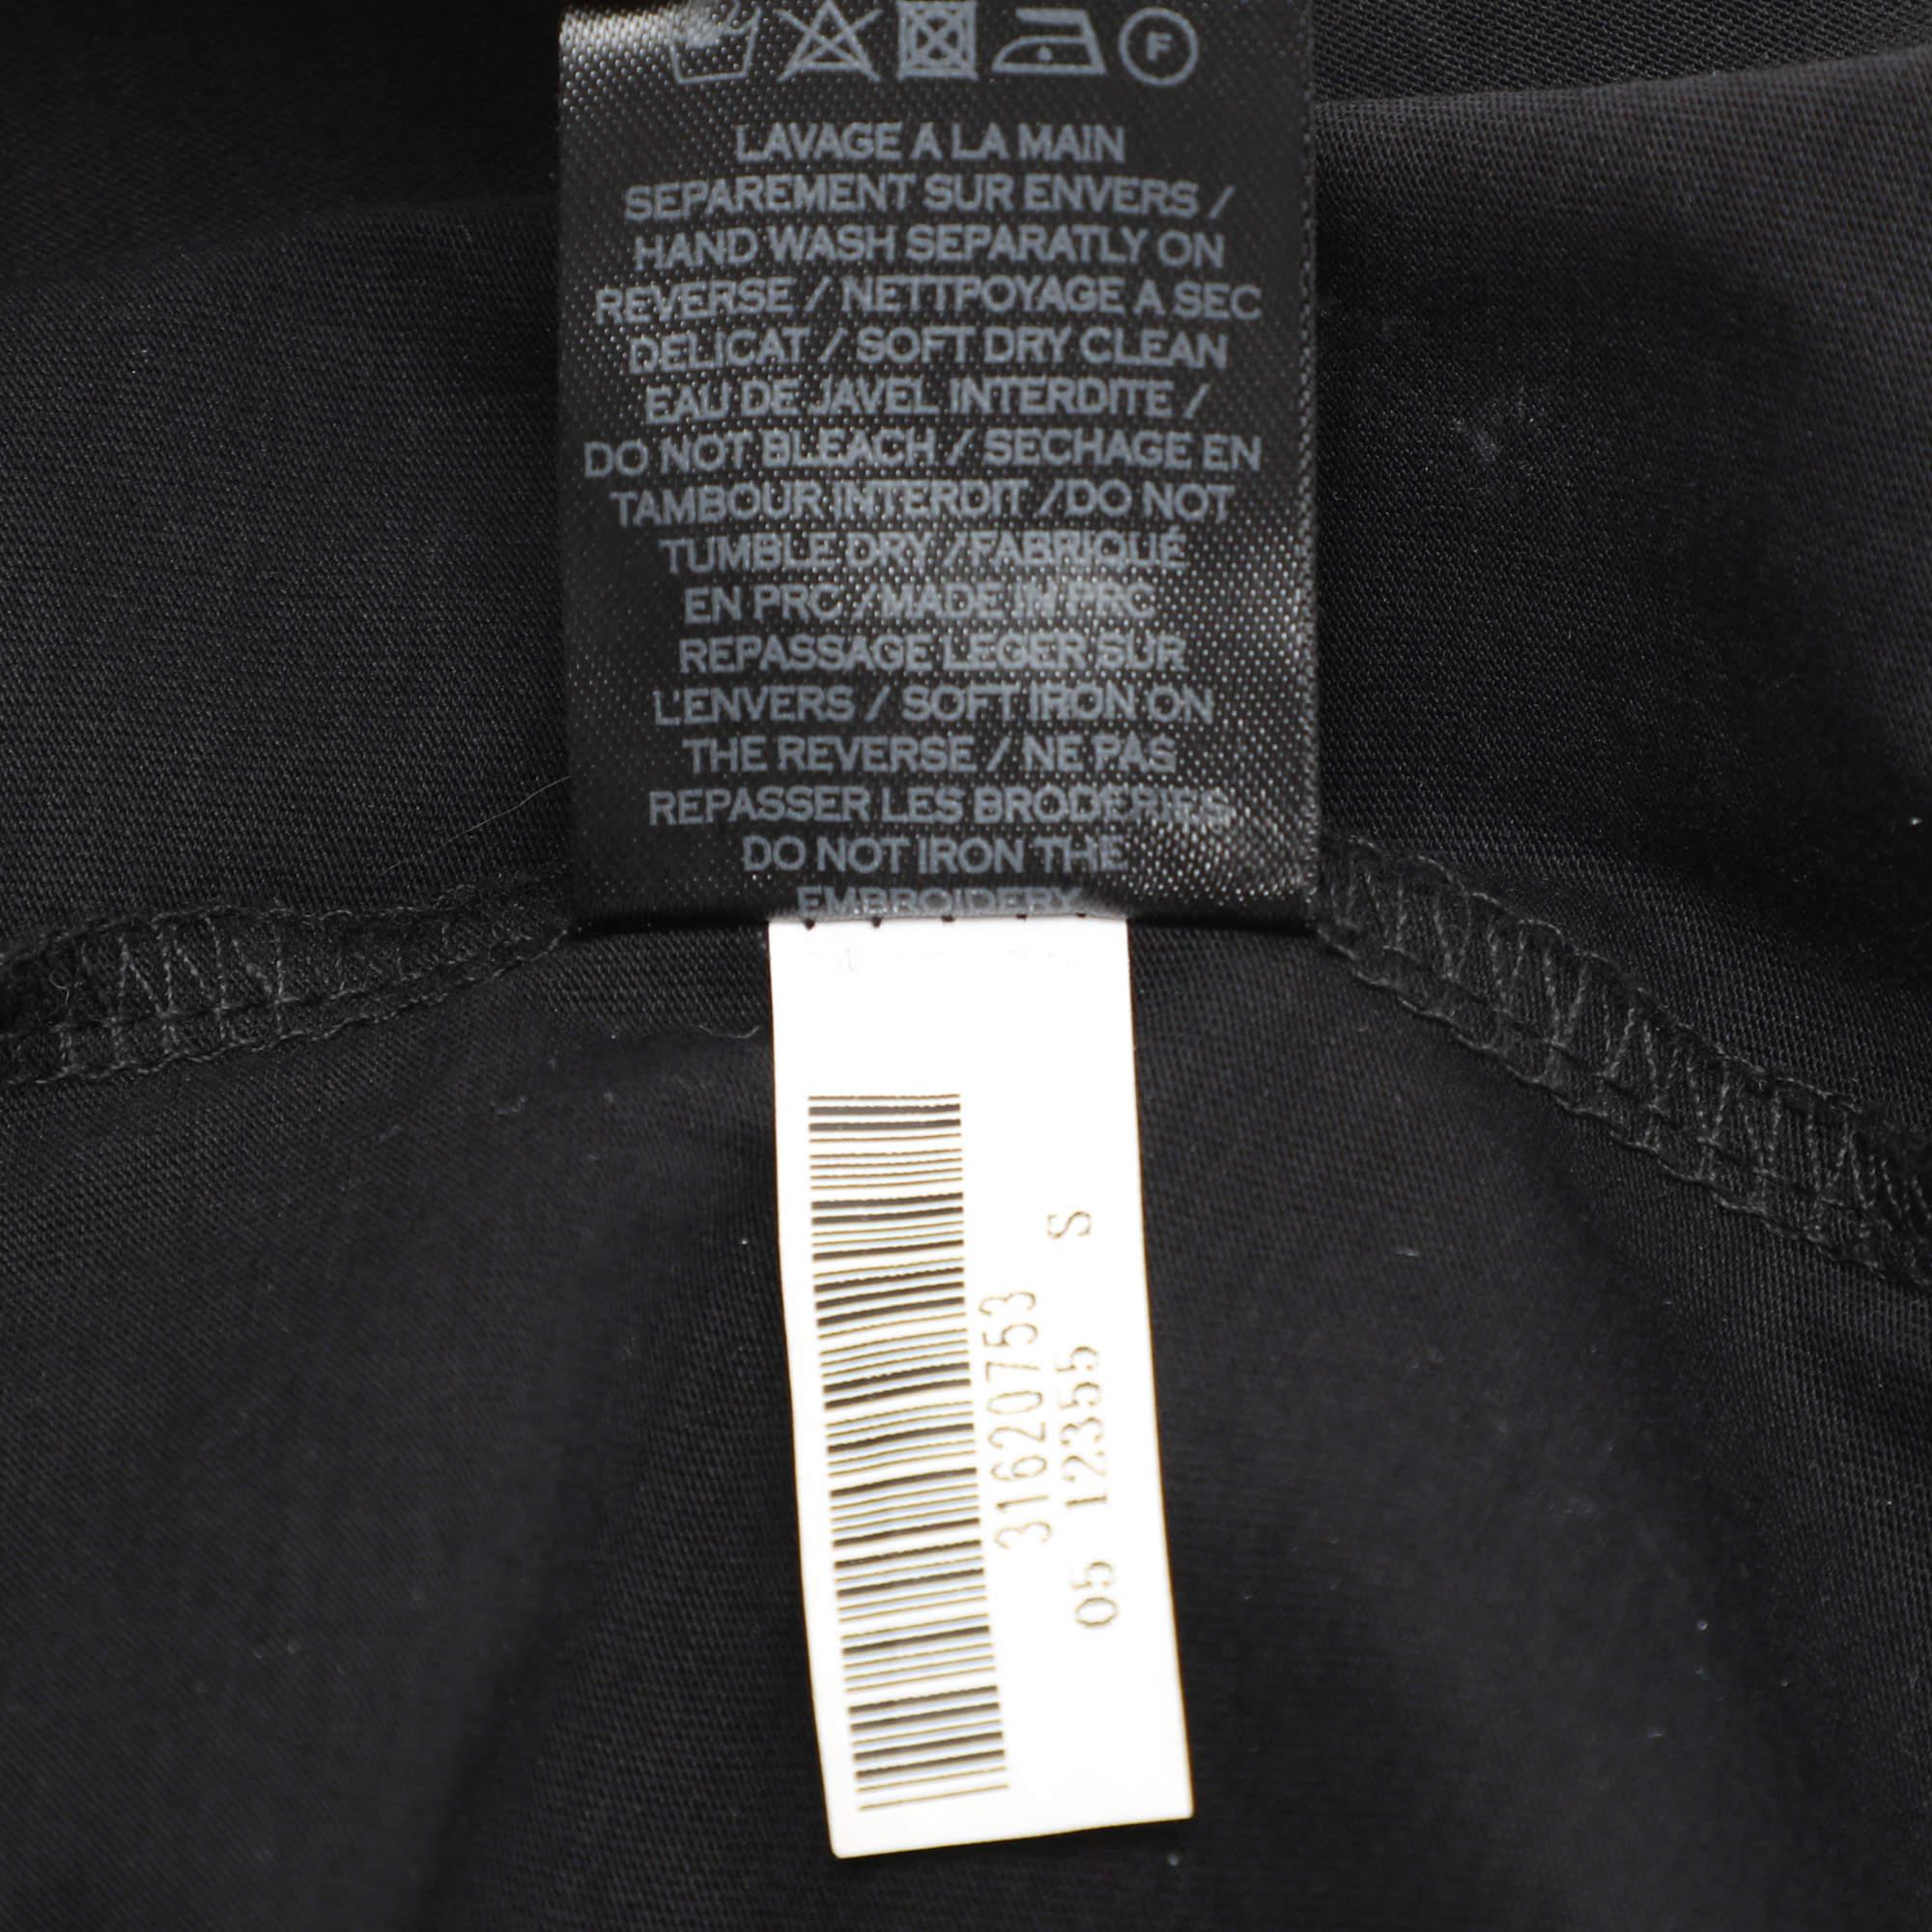 F
LAVAGE A LA MAIN
SEPAREMENT SUR ENVERS /
HAND WASH SEPARATLY ON
REVERSE / NETTPOYAGE A SEC
DELICAT / SOFT DRY CLEAN
EAU DE JAVEL INTERDITE /
DO NOT BLEACH / SECHAGE EN
TAMBOUR INTERDIT /DO NOT
TUMBLE DRY /FABRIQUÉ
EN PRC /MADE IN PRC
REPASSAGE LEGER SUR
L'ENVERS / SOFT IRON ON
THE REVERSE / NE PAS
REPASSER LES BRODERIES
DO NOT IRON THE
EMBROIDERY
31620753
05 12355 S